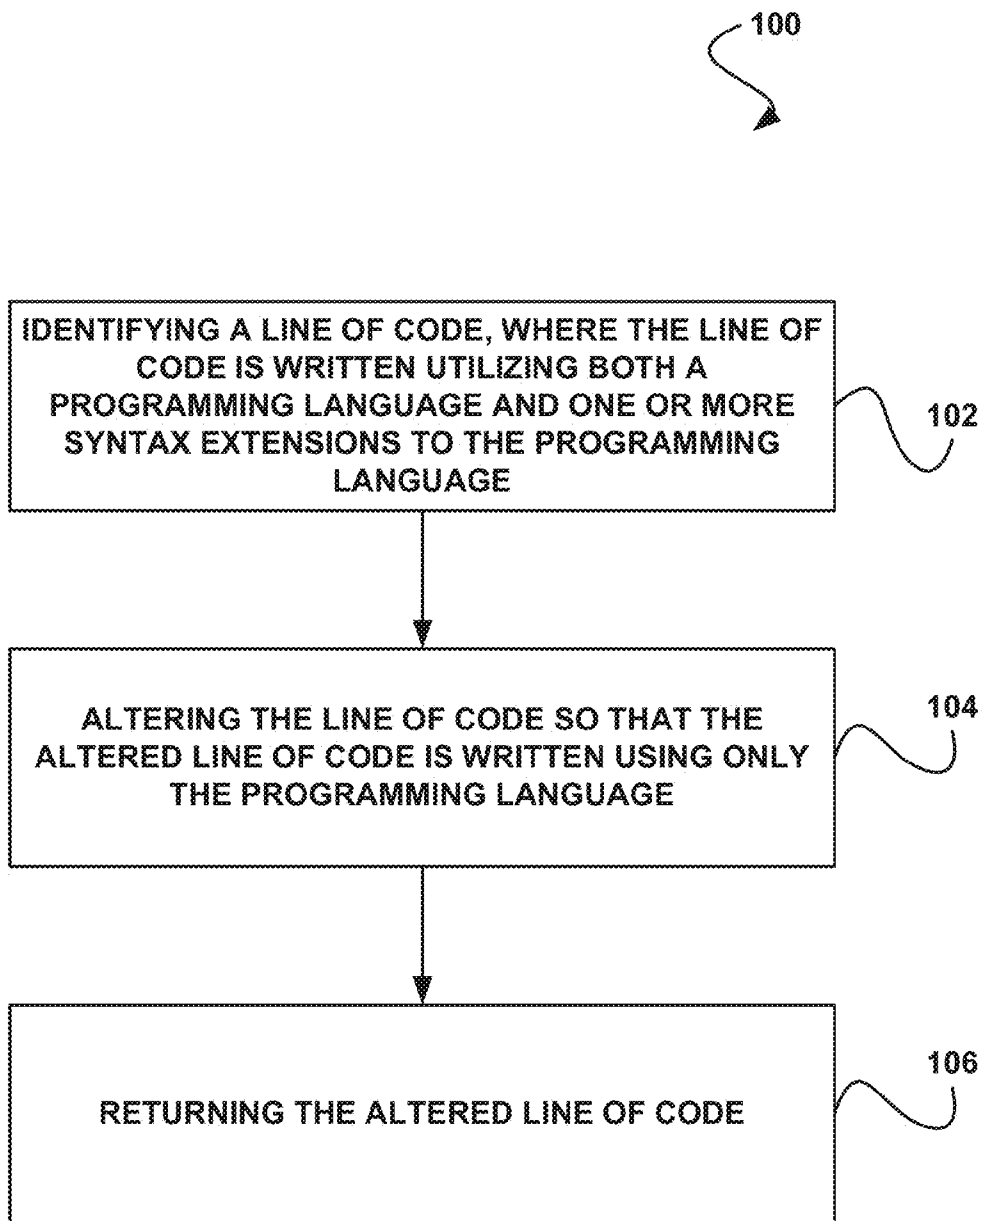 100
IDENTIFYING A LINE OF CODE, WHERE THE LINE OF
CODE IS WRITTEN UTILIZING BOTH A
PROGRAMMING LANGUAGE AND ONE OR MORE
SYNTAX EXTENSIONS TO THE PROGRAMMING
LANGUAGE
102
ALTERING THE LINE OF CODE SO THAT THE
ALTERED LINE OF CODE IS WRITTEN USING ONLY
THE PROGRAMMING LANGUAGE
104
RETURNING THE ALTERED LINE OF CODE
106